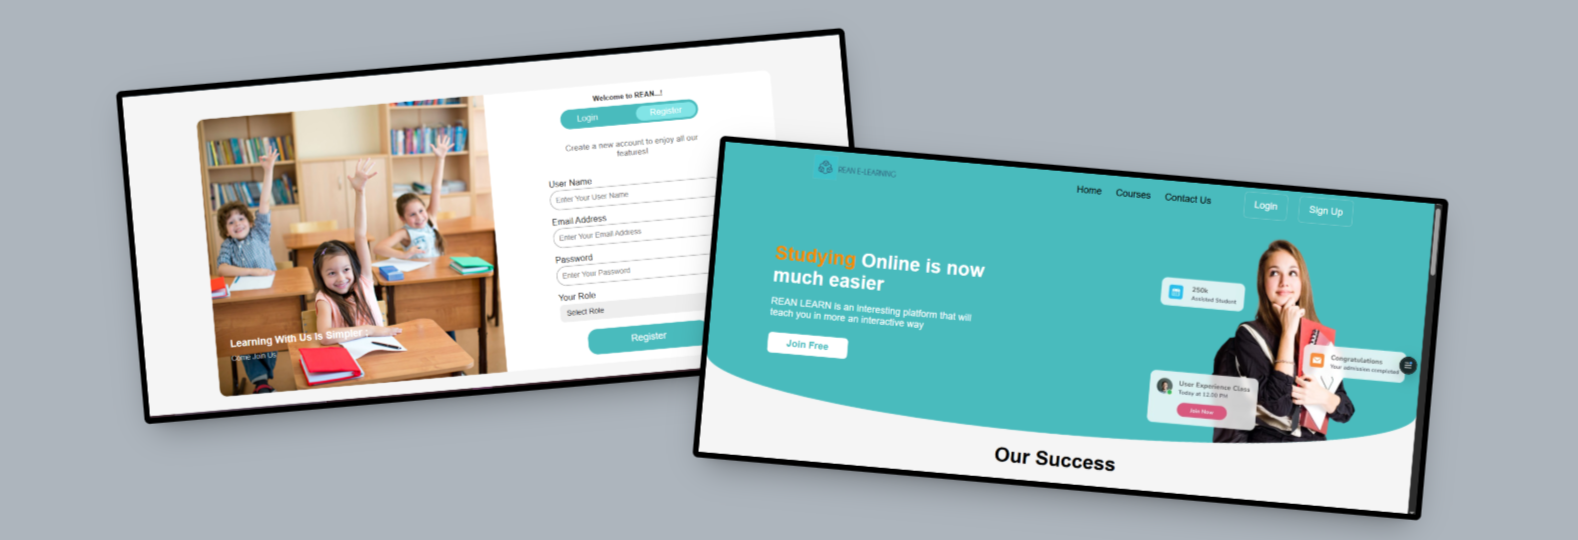 Welcome to REAN...!
Login
Register
Create a new account to enjoy all our
features!
User Name
Enter Your User Name
Email Address
Enter Your Email Address
Password
Enter Your Password
Your Role
Select Role
Register
Learning With Us Is Simpler :
Come Join Us
REAN E-LEARNING
Home
Courses
Contact Us
Login
Sign Up
Studying Online is now
much easier
REAN LEARN is an interesting platform that will
teach you in more an interactive way
Join Free
250k
Assisted Student
Congratulations
Your admission completed
User Experience Class
Today at 12.00 PM
Join Now
Our Success